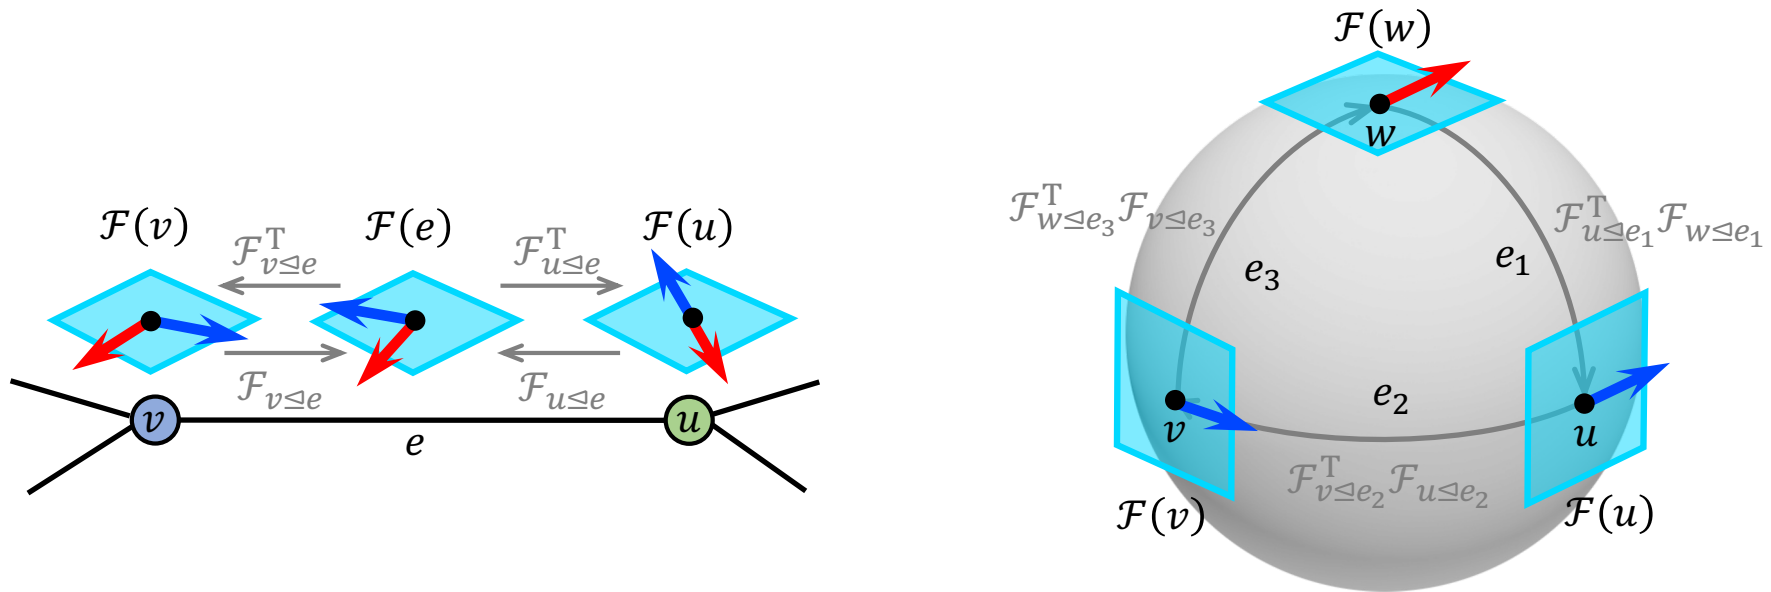 ℱ(v)
ℱ(e)
ℱ(u)
ℱᵀ_{v⊴e}
ℱᵀ_{u⊴e}
ℱ_{v⊴e}
ℱ_{u⊴e}
v
u
e
ℱ(w)
w
ℱᵀ_{w⊴e₃}ℱ_{v⊴e₃}
ℱᵀ_{u⊴e₁}ℱ_{w⊴e₁}
e₃
e₁
e₂
v
u
ℱᵀ_{v⊴e₂}ℱ_{u⊴e₂}
ℱ(v)
ℱ(u)